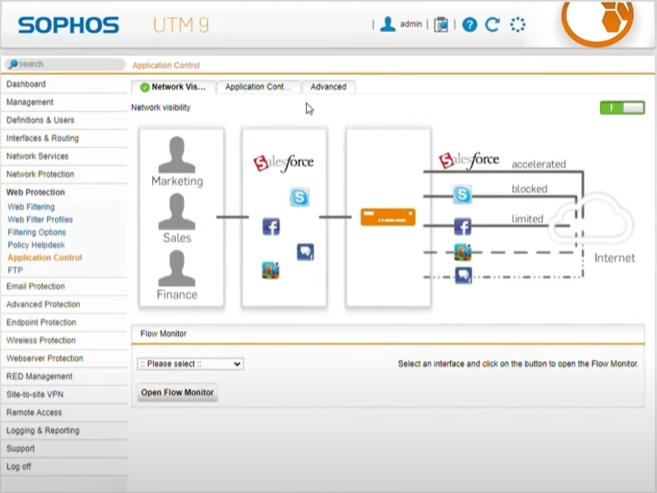 SOPHOS UTM 9
admin
search
Application Control
Dashboard
Management
Definitions & Users
Interfaces & Routing
Network Services
Network Protection
Web Protection
Web Filtering
Web Filter Profiles
Filtering Options
Policy Helpdesk
Application Control
FTP
Email Protection
Advanced Protection
Endpoint Protection
Wireless Protection
Webserver Protection
RED Management
Site-to-site VPN
Remote Access
Logging & Reporting
Support
Log off
Network Vis... Application Cont... Advanced
Network visibility
Marketing
Sales
Finance
Salesforce
Salesforce
accelerated
blocked
limited
Internet
Flow Monitor
:: Please select ::
Select an interface and click on the button to open the Flow Monitor.
Open Flow Monitor